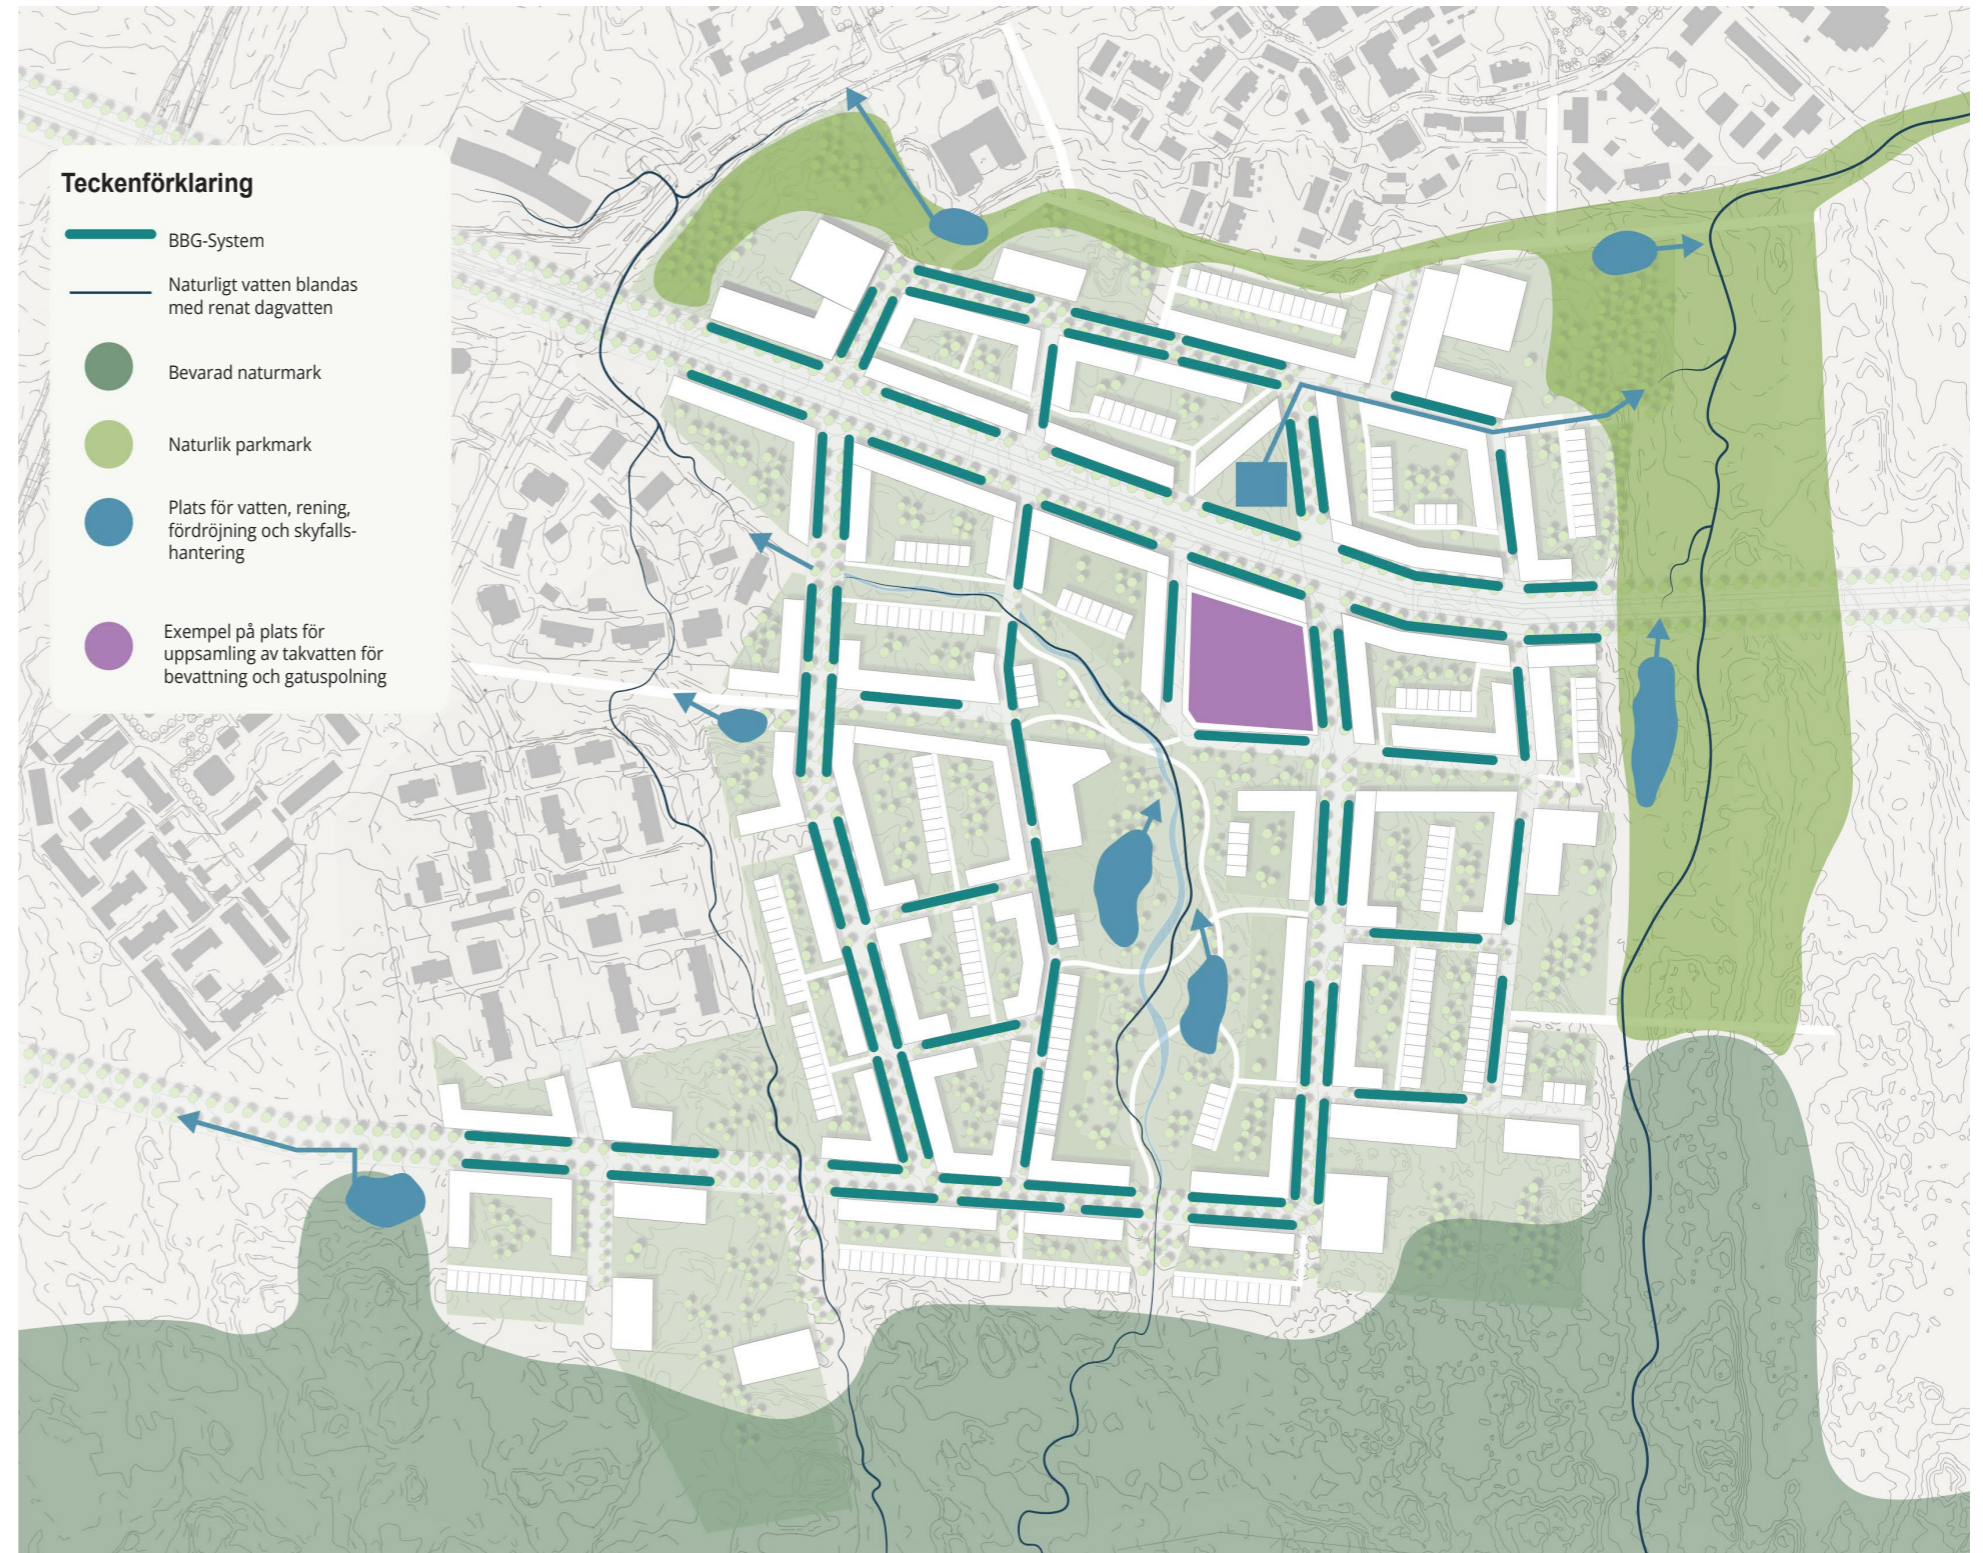 Teckenförklaring
BBG-System
Naturligt vatten blandas
med renat dagvatten
Bevarad naturmark
Naturlik parkmark
Plats för vatten, rening,
fördröjning och skyfalls-
hantering
Exempel på plats för
uppsamling av takvatten för
bevattning och gatuspolning